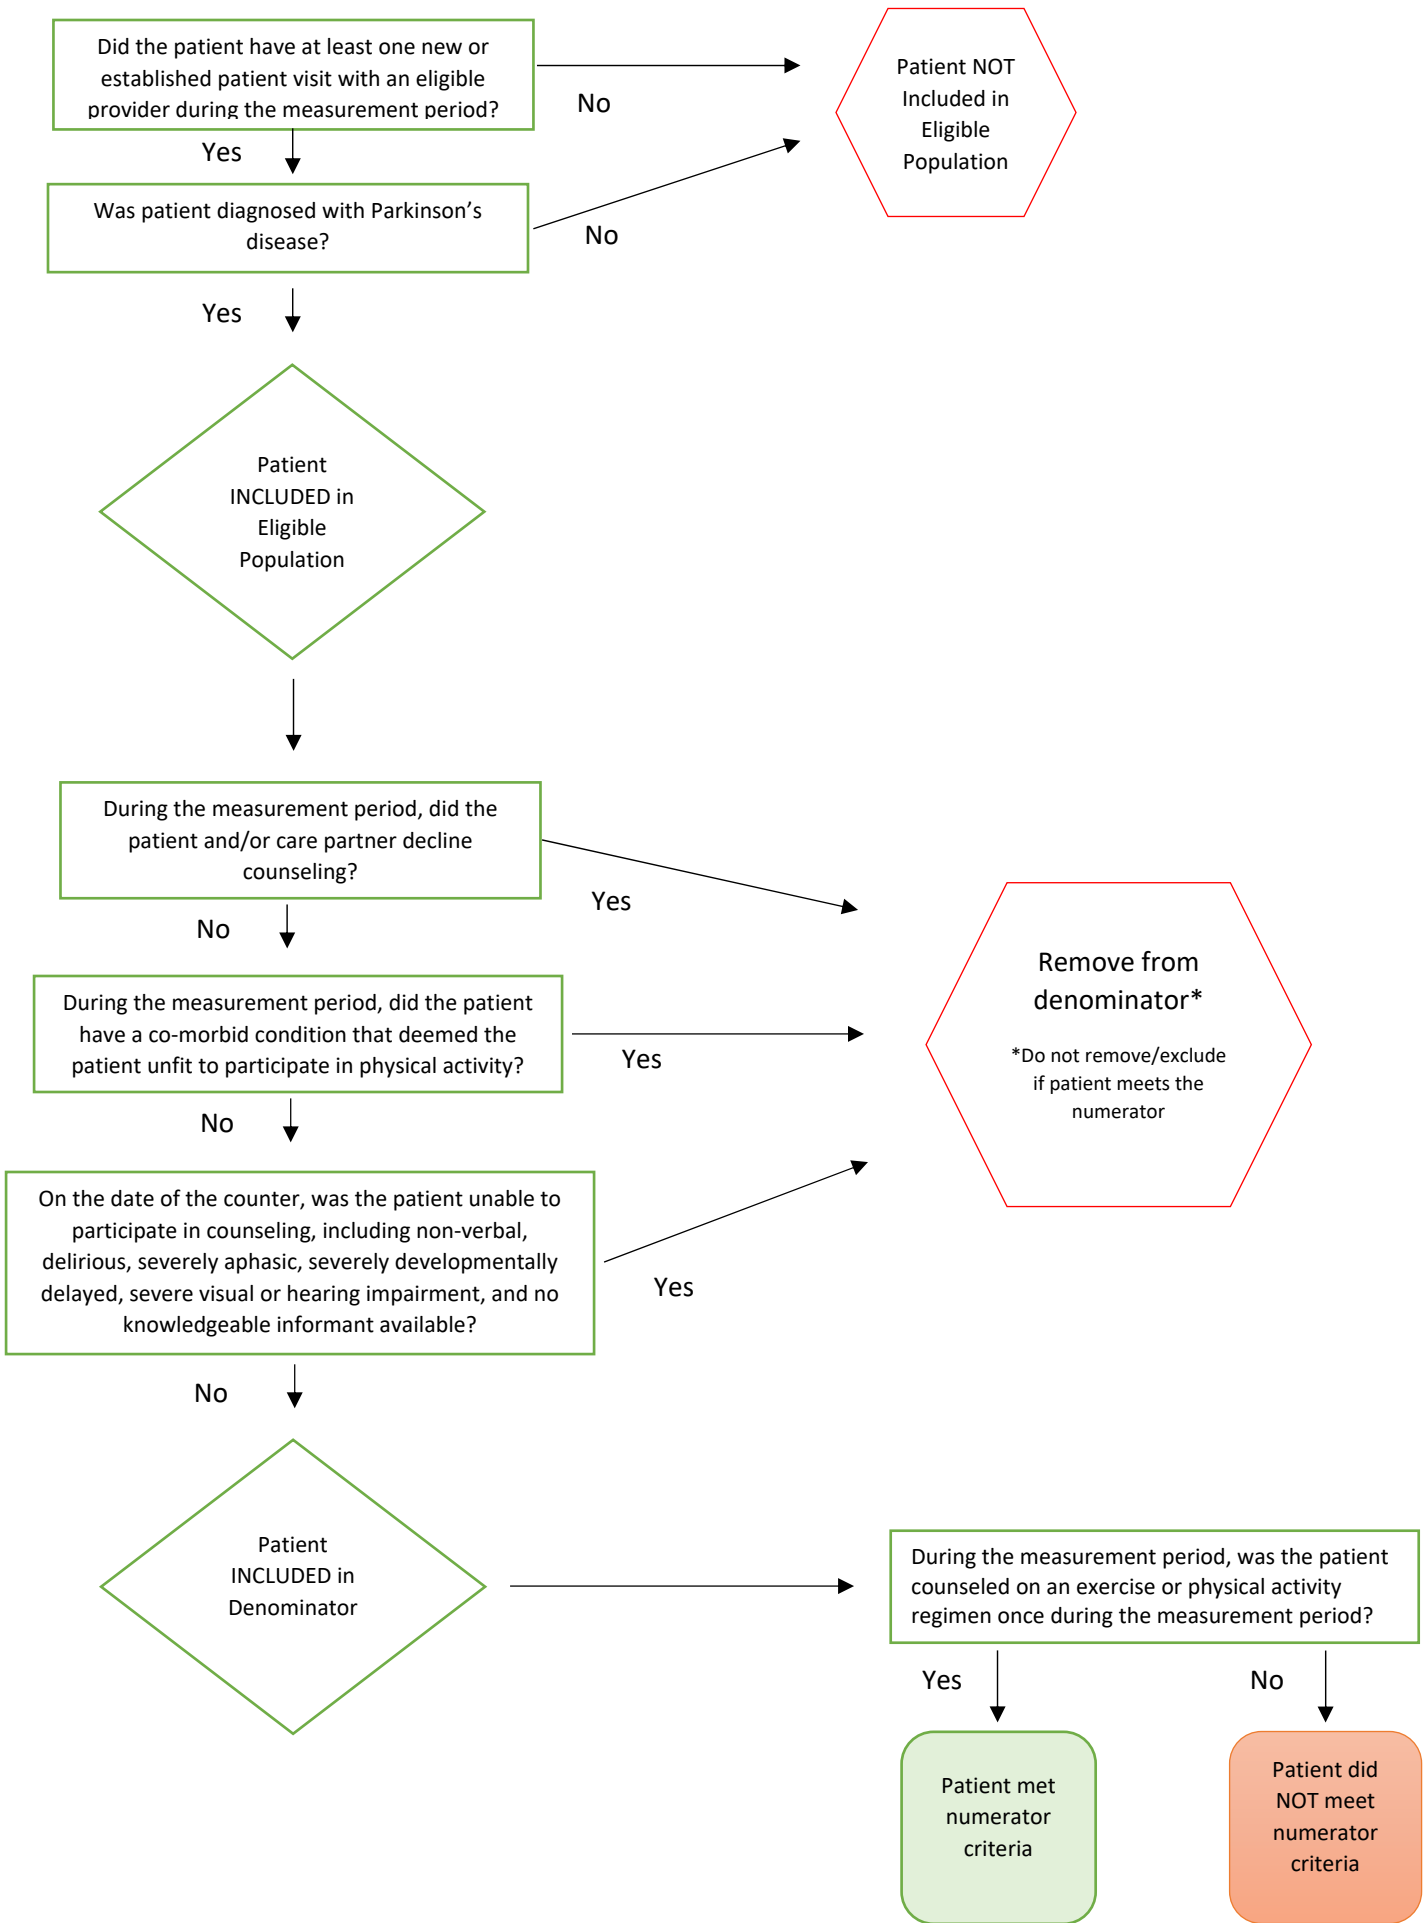 Did the patient have at least one new or
established patient visit with an eligible
provider during the measurement period?
No
Patient NOT
Included in
Eligible
Population
Yes
Was patient diagnosed with Parkinson’s
disease?
No
Yes
Patient
INCLUDED in
Eligible
Population
During the measurement period, did the
patient and/or care partner decline
counseling?
Yes
No
Remove from
denominator*
*Do not remove/exclude
if patient meets the
numerator
During the measurement period, did the patient
have a co-morbid condition that deemed the
patient unfit to participate in physical activity?
Yes
No
On the date of the counter, was the patient unable to
participate in counseling, including non-verbal,
delirious, severely aphasic, severely developmentally
delayed, severe visual or hearing impairment, and no
knowledgeable informant available?
Yes
No
Patient
INCLUDED in
Denominator
During the measurement period, was the patient
counseled on an exercise or physical activity
regimen once during the measurement period?
Yes
No
Patient met
numerator
criteria
Patient did
NOT meet
numerator
criteria